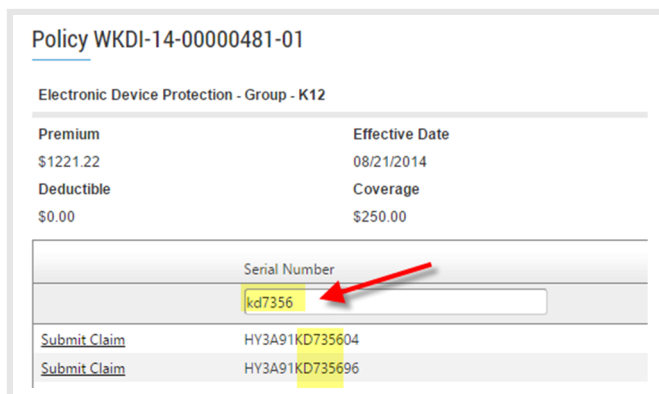 Policy WKDI-14-00000481-01
Electronic Device Protection - Group - K12
Premium Effective Date
$1221.22 08/21/2014
Deductible Coverage
$0.00 $250.00
Serial Number
kd7356
Submit Claim HY3A91KD735604
Submit Claim HY3A91KD735696